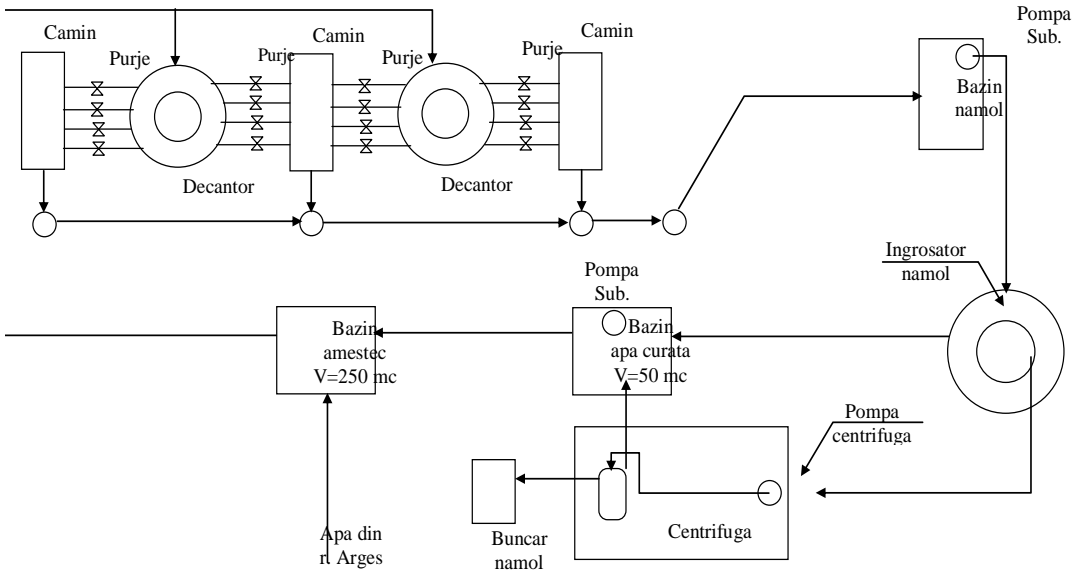 Camin
Purje
Purje
Camin
Purje
Purje
Camin
Decantor
Decantor
Pompa
Sub.
Bazin
namol
Ingrosator
namol
Pompa
Sub.
Bazin
amestec
V=250 mc
Bazin
apa curata
V=50 mc
Pompa
centrifuga
Centrifuga
Buncar
namol
Apa din
r. Arges